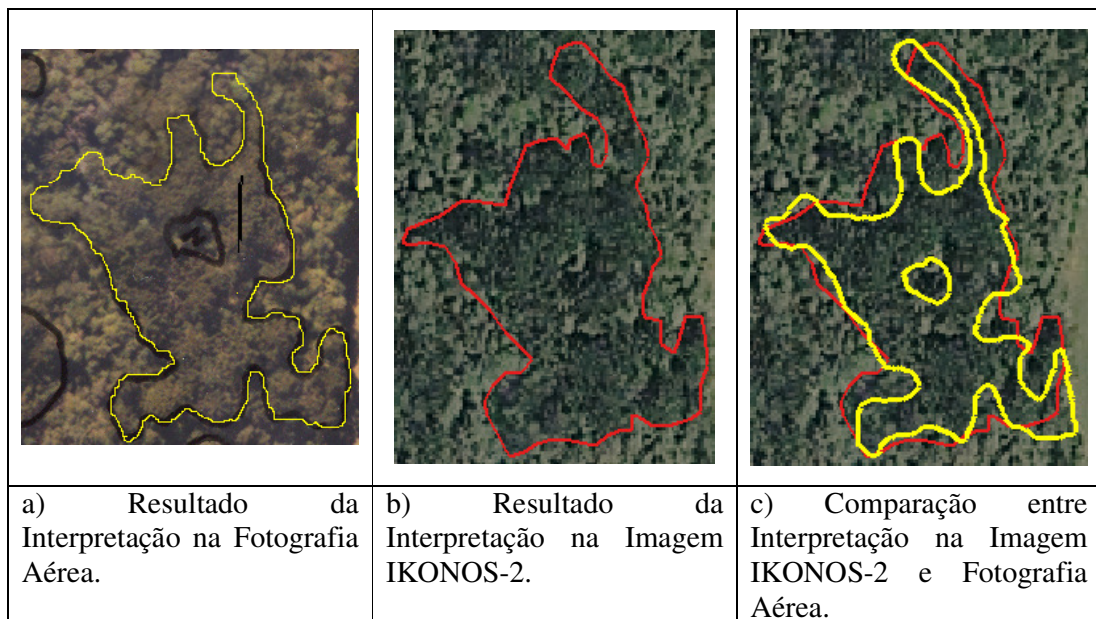 a) Resultado da
Interpretação na Fotografia
Aérea.
b) Resultado da
Interpretação na Imagem
IKONOS-2.
c) Comparação entre
Interpretação na Imagem
IKONOS-2 e Fotografia
Aérea.